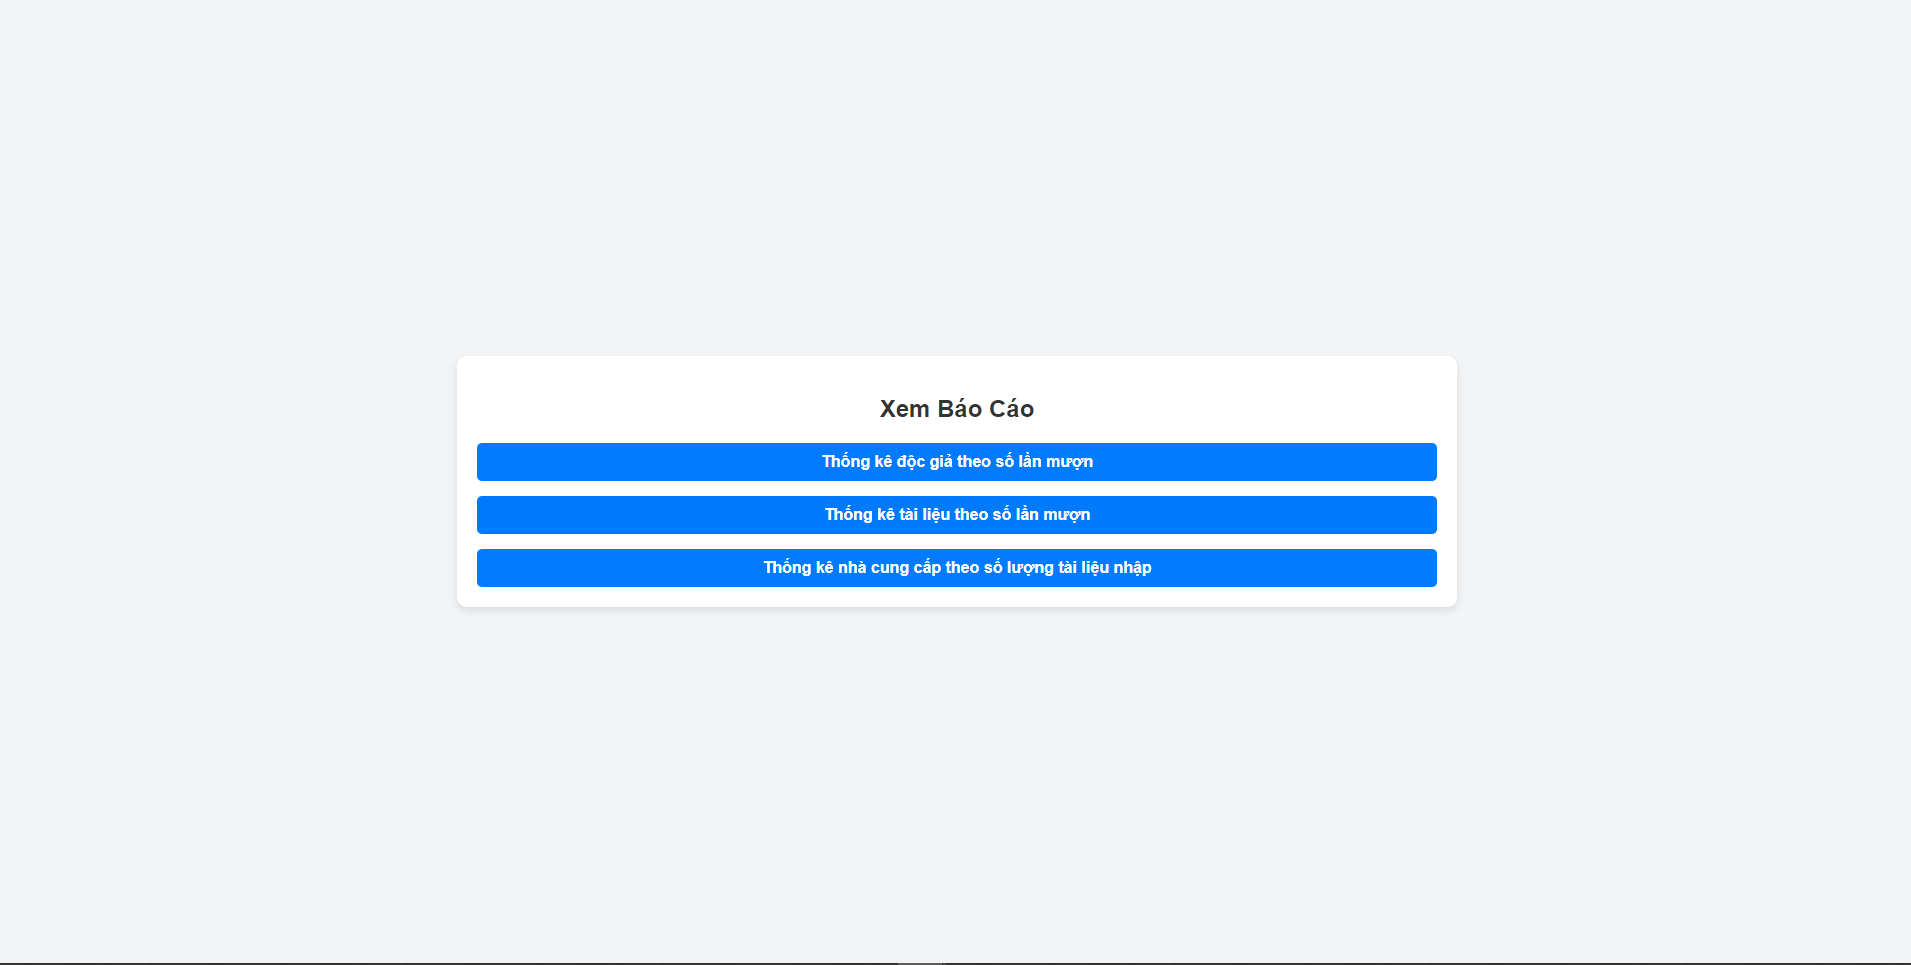 Xem Báo Cáo
Thống kê độc giả theo số lần mượn
Thống kê tài liệu theo số lần mượn
Thống kê nhà cung cấp theo số lượng tài liệu nhập